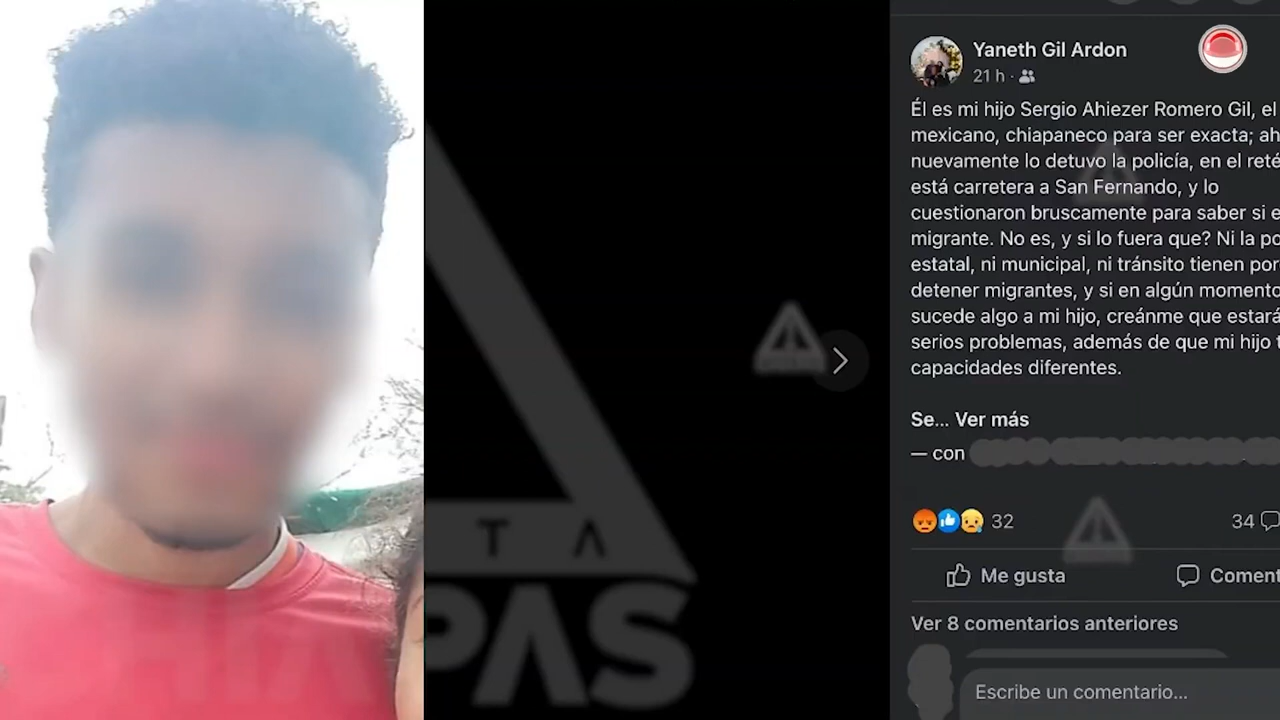 Yaneth Gil Ardon
21 h ·
Él es mi hijo Sergio Ahiezer Romero Gil, el
mexicano, chiapaneco para ser exacta; ah
nuevamente lo detuvo la policía, en el reté
está carretera a San Fernando, y lo
cuestionaron bruscamente para saber si e
migrante. No es, y si lo fuera que? Ni la po
estatal, ni municipal, ni tránsito tienen por
detener migrantes, y si en algún momento
sucede algo a mi hijo, creánme que estará
serios problemas, además de que mi hijo t
capacidades diferentes.
Se... Ver más
— con
32
34
Me gusta
Coment
Ver 8 comentarios anteriores
Escribe un comentario...
TA
PAS